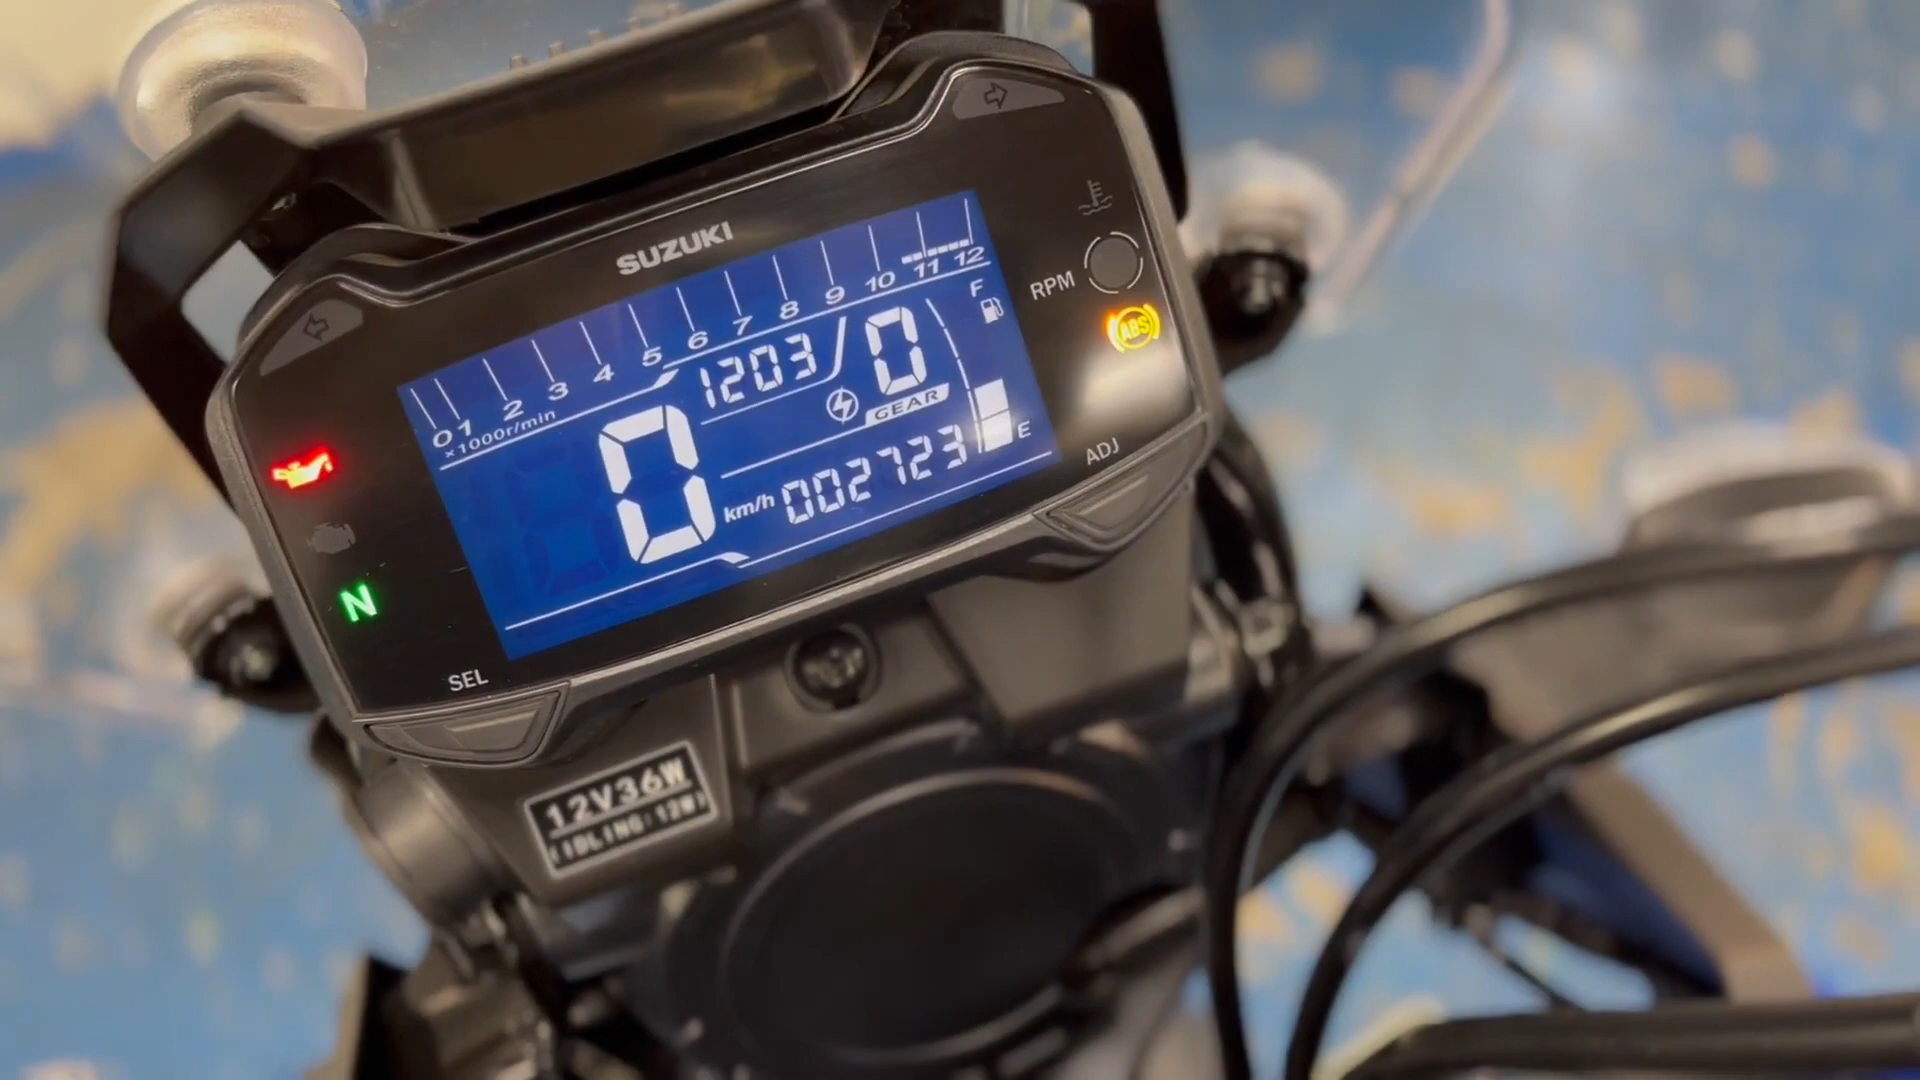 SUZUKI
0 1 2 3 4 5 6 7 8 9 10 11 12
×1000r/min
1203
0
GEAR
F
E
0
km/h
002723
RPM
ABS
N
SEL
ADJ
12V36W
(IDLING:12W)